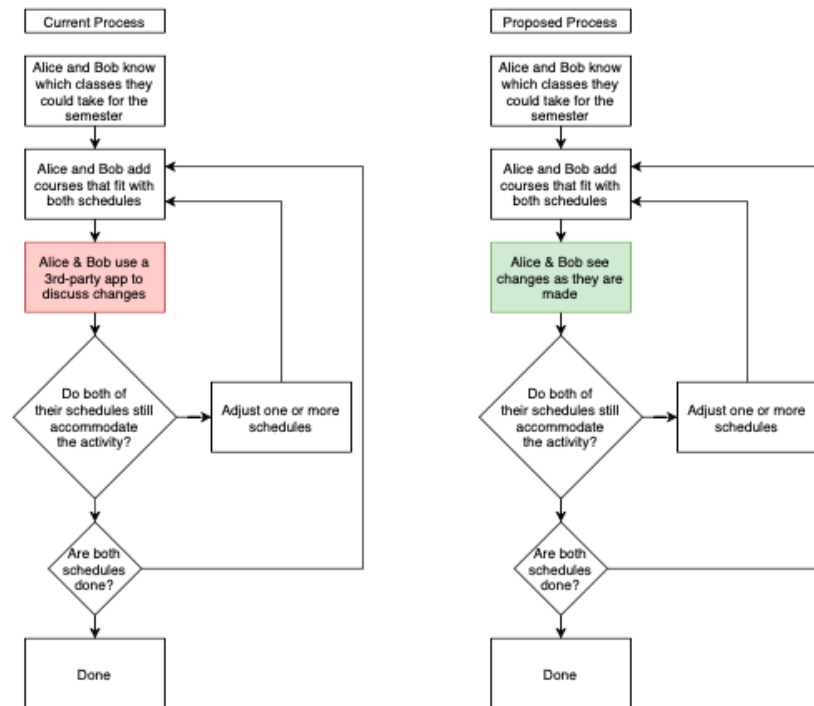 Current Process
Alice and Bob know
which classes they
could take for the
semester
Alice and Bob add
courses that fit with
both schedules
Alice & Bob use a
3rd-party app to
discuss changes
Do both of
their schedules still
accommodate
the activity?
Adjust one or more
schedules
Are both
schedules
done?
Done
Proposed Process
Alice and Bob know
which classes they
could take for the
semester
Alice and Bob add
courses that fit with
both schedules
Alice & Bob see
changes as they are
made
Do both of
their schedules still
accommodate
the activity?
Adjust one or more
schedules
Are both
schedules
done?
Done